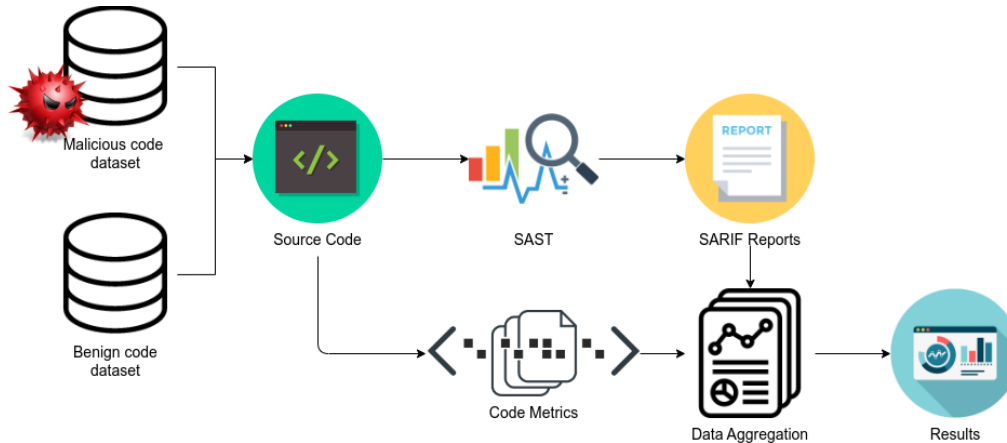 Malicious code
dataset
</>
Source Code
SAST
REPORT
SARIF Reports
Benign code
dataset
Code Metrics
Data Aggregation
Results